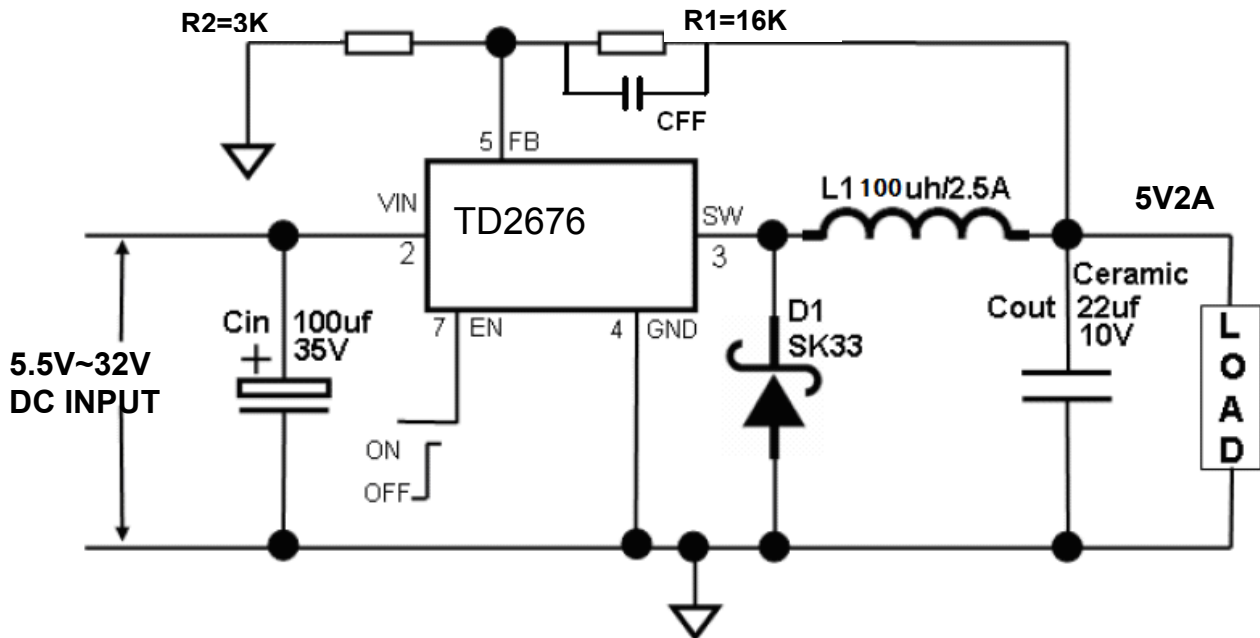 R2=3K
R1=16K
CFF
5 FB
VIN
TD2676
SW
2
3
L1 100uh/2.5A
5V2A
Cin
100uf
35V
+
7 EN
4 GND
D1
SK33
Cout
Ceramic
22uf
10V
LOAD
5.5V~32V
DC INPUT
ON
OFF